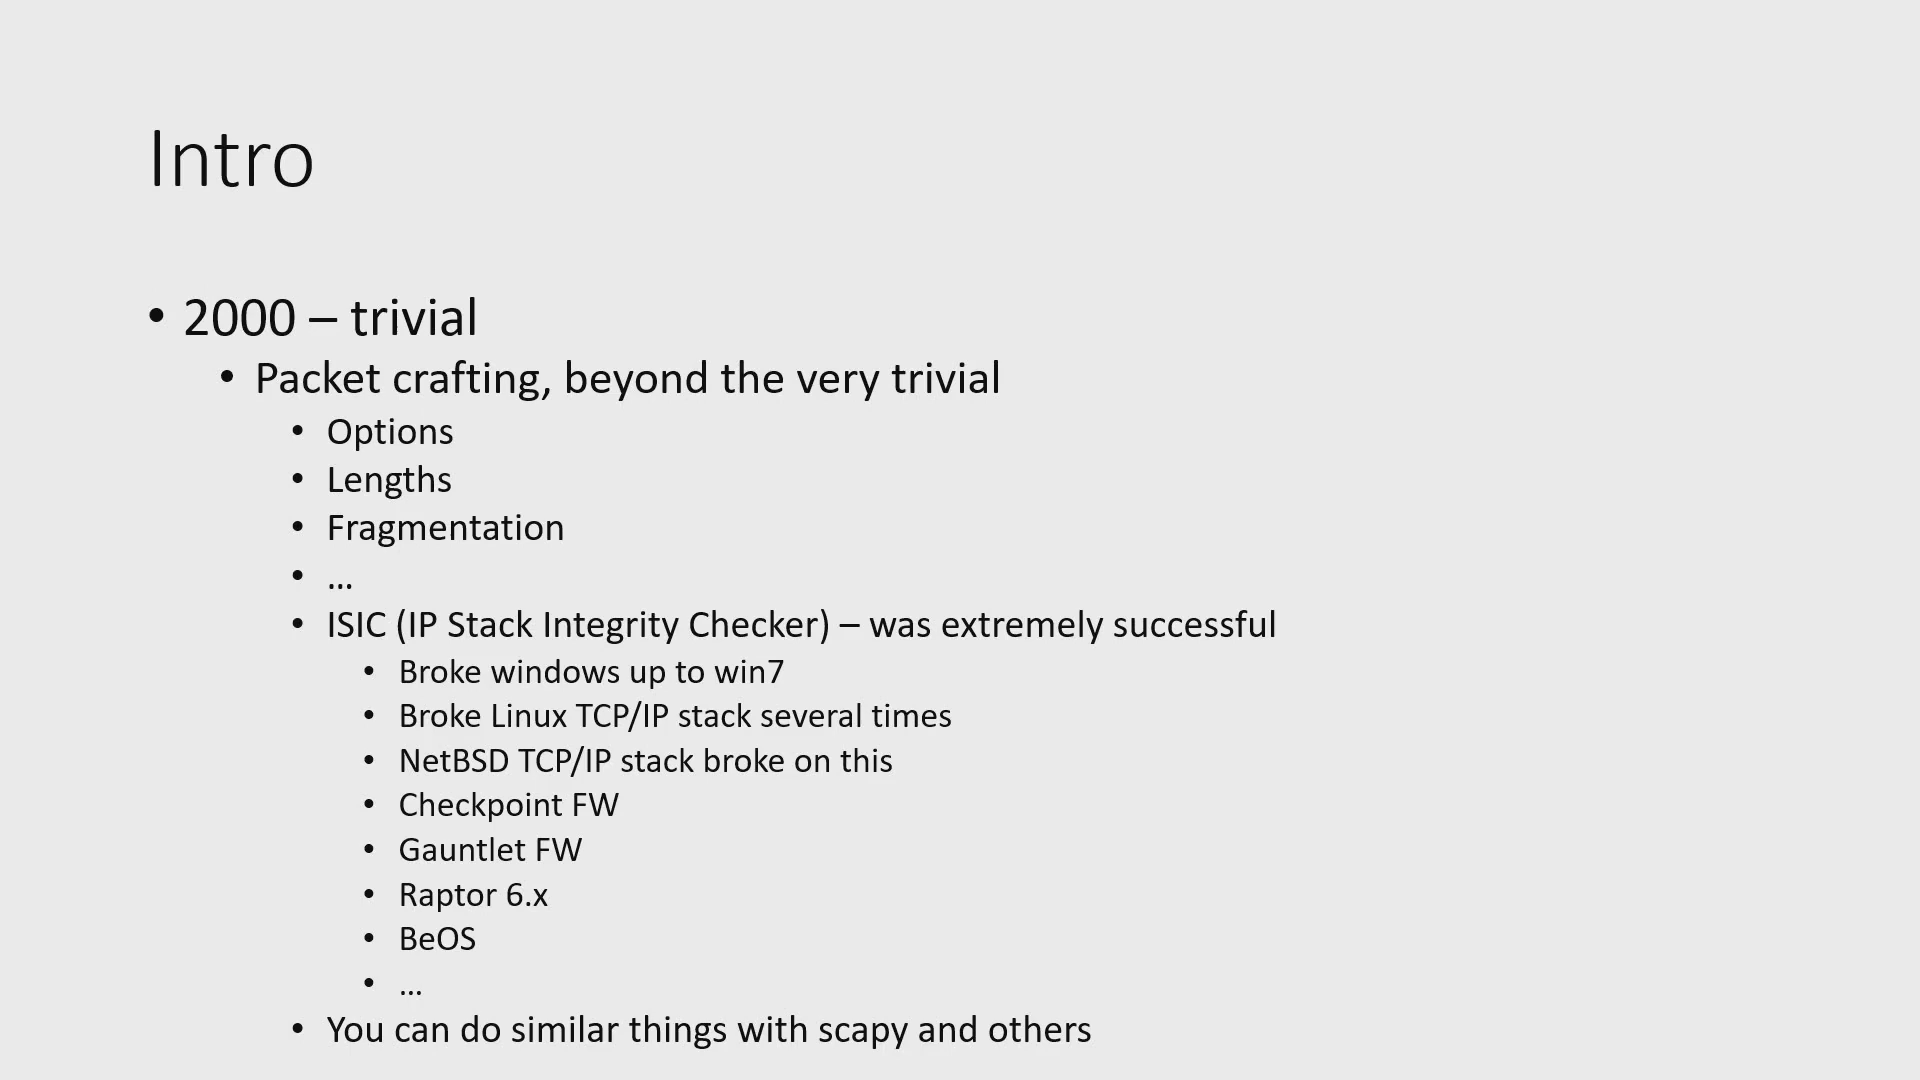 Intro
• 2000 – trivial
• Packet crafting, beyond the very trivial
• Options
• Lengths
• Fragmentation
• ...
• ISIC (IP Stack Integrity Checker) – was extremely successful
• Broke windows up to win7
• Broke Linux TCP/IP stack several times
• NetBSD TCP/IP stack broke on this
• Checkpoint FW
• Gauntlet FW
• Raptor 6.x
• BeOS
• ...
• You can do similar things with scapy and others